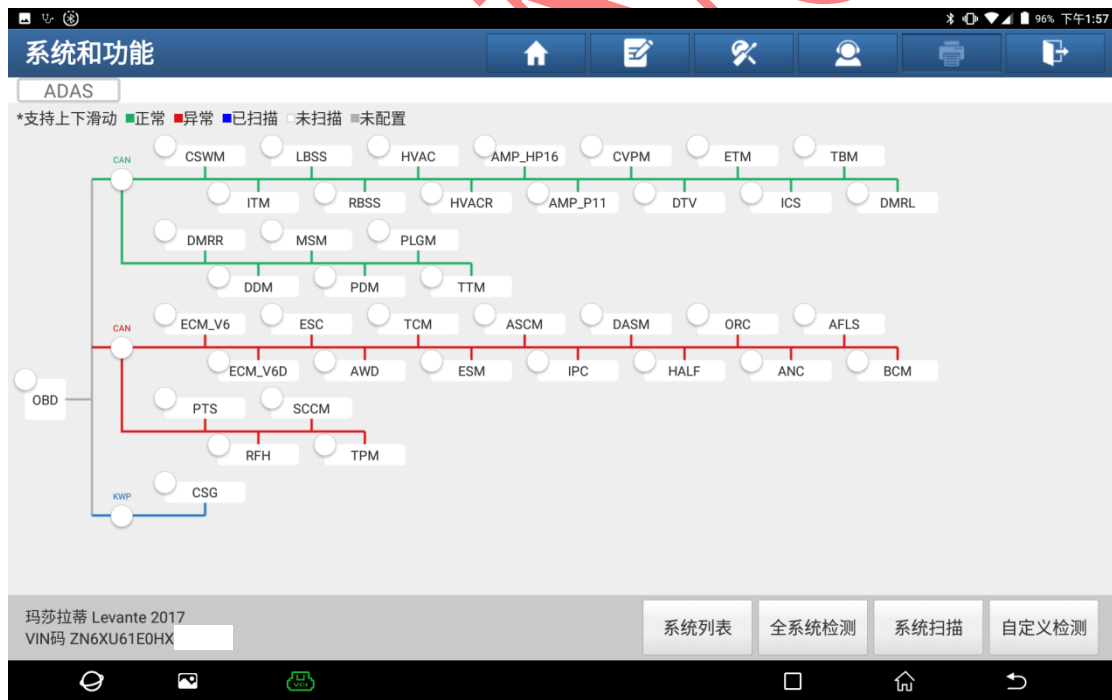 96% 下午1:57
系统和功能
ADAS
*支持上下滑动 正常 异常 已扫描 未扫描 未配置
CAN
CSWM LBSS HVAC AMP_HP16 CVPM ETM TBM
ITM RBSS HVACR AMP_P11 DTV ICS DMRL
DMRR MSM PLGM
DDM PDM TTM
CAN
ECM_V6 ESC TCM ASCM DASM ORC AFLS
ECM_V6D AWD ESM IPC HALF ANC BCM
OBD
PTS SCCM
RFH TPM
KWP
CSG
玛莎拉蒂 Levante 2017
VIN码 ZN6XU61E0HX
系统列表 全系统检测 系统扫描 自定义检测
VCI